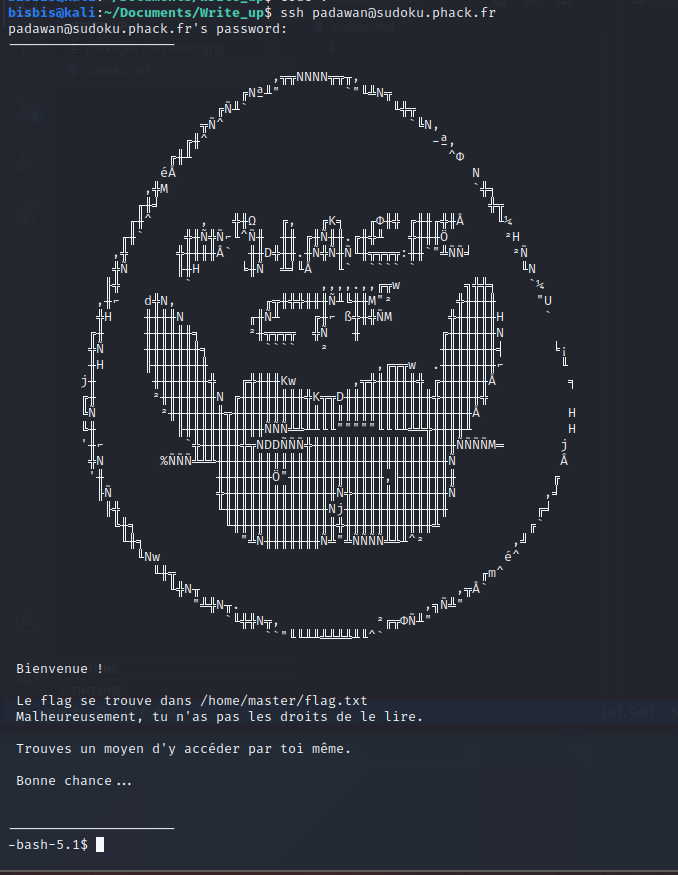 bisbis@kali:~/Documents/Write_up$ ssh padawan@sudoku.phack.fr
padawan@sudoku.phack.fr's password:
Bienvenue !
Le flag se trouve dans /home/master/flag.txt
Malheureusement, tu n'as pas les droits de le lire.
Trouves un moyen d'y accéder par toi même.
Bonne chance...
-bash-5.1$